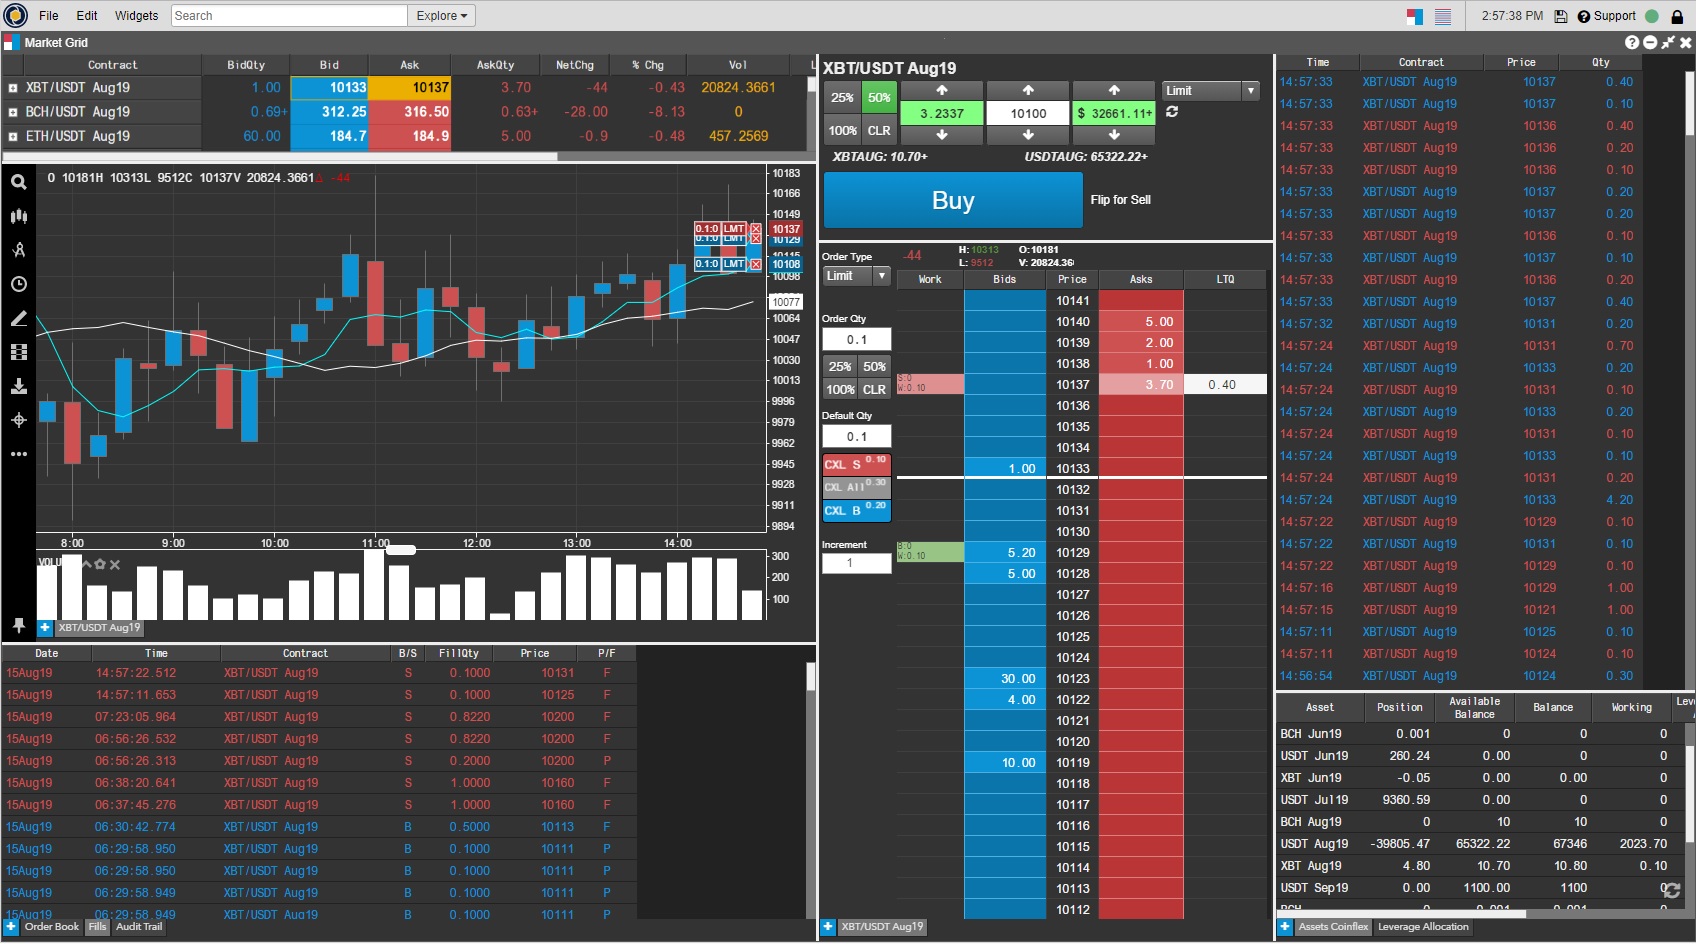 File Edit Widgets Search Explore 2:57:38 PM Support
Market Grid
Contract BidQty Bid Ask AskQty NetChg % Chg Vol L
XBT/USDT Aug19 1.00 10133 10137 3.70 -44 -0.43 20824.3661
BCH/USDT Aug19 0.69+ 312.25 316.50 0.63+ -28.00 -8.13 0
ETH/USDT Aug19 60.00 184.7 184.9 5.00 -0.9 -0.48 457.2569
O 10181H 10313L 9512C 10137V 20824.3661△ -44
10183
10166
10149
0.1:0 LMT 10137
0.1:0 LMT 10129
0.1:0 LMT 10108
10098
10077
10064
10047
10030
10013
9996
9979
9962
9945
9928
9911
9894
8:00 9:00 10:00 11:00 12:00 13:00 14:00
VOLU
300
200
100
XBT/USDT Aug19
Date Time Contract B/S FillQty Price P/F
15Aug19 14:57:22.512 XBT/USDT Aug19 S 0.1000 10131 F
15Aug19 14:57:11.653 XBT/USDT Aug19 S 0.1000 10125 F
15Aug19 07:23:05.964 XBT/USDT Aug19 S 0.8220 10200 F
15Aug19 06:56:26.532 XBT/USDT Aug19 S 0.8220 10200 F
15Aug19 06:56:26.313 XBT/USDT Aug19 S 0.2000 10200 P
15Aug19 06:38:20.641 XBT/USDT Aug19 S 1.0000 10160 F
15Aug19 06:37:45.276 XBT/USDT Aug19 S 1.0000 10160 F
15Aug19 06:30:42.774 XBT/USDT Aug19 B 0.5000 10113 F
15Aug19 06:29:58.950 XBT/USDT Aug19 B 0.1000 10111 P
15Aug19 06:29:58.950 XBT/USDT Aug19 B 0.1000 10111 P
15Aug19 06:29:58.949 XBT/USDT Aug19 B 0.1000 10111 P
15Aug19 06:29:58.949 XBT/USDT Aug19 B 0.1000 10111 P
Order Book Fills Audit Trail
XBT/USDT Aug19
25% 50% 100% CLR
3.2337 10100 $ 32661.11+
Limit
XBTAUG: 10.70+ USDTAUG: 65322.22+
Buy Flip for Sell
Order Type -44 H: 10313 O:10181
Limit L: 9512 V: 20824.36
Work Bids Price Asks LTQ
10141
10140 5.00
10139 2.00
10138 1.00
S:0 W:0.10 10137 3.70 0.40
10136
10135
10134
1.00 10133
10132
10131
10130
B:0 W:0.10 5.20 10129
5.00 10128
10127
10126
10125
10124
30.00 10123
4.00 10122
10121
10120
10.00 10119
10118
10117
10116
10115
10114
10113
10112
Order Qty
0.1
25% 50%
100% CLR
Default Qty
0.1
CXL S 0.10
CXL All 0.30
CXL B 0.20
Increment
1
XBT/USDT Aug19
Time Contract Price Qty
14:57:33 XBT/USDT Aug19 10137 0.40
14:57:33 XBT/USDT Aug19 10137 0.10
14:57:33 XBT/USDT Aug19 10136 0.40
14:57:33 XBT/USDT Aug19 10136 0.20
14:57:33 XBT/USDT Aug19 10136 0.10
14:57:33 XBT/USDT Aug19 10137 0.20
14:57:33 XBT/USDT Aug19 10137 0.20
14:57:33 XBT/USDT Aug19 10136 0.10
14:57:33 XBT/USDT Aug19 10137 0.10
14:57:33 XBT/USDT Aug19 10136 0.20
14:57:33 XBT/USDT Aug19 10137 0.40
14:57:32 XBT/USDT Aug19 10131 0.20
14:57:24 XBT/USDT Aug19 10131 0.70
14:57:24 XBT/USDT Aug19 10133 0.20
14:57:24 XBT/USDT Aug19 10131 0.10
14:57:24 XBT/USDT Aug19 10133 0.20
14:57:24 XBT/USDT Aug19 10131 0.10
14:57:24 XBT/USDT Aug19 10133 0.10
14:57:24 XBT/USDT Aug19 10131 0.20
14:57:24 XBT/USDT Aug19 10133 4.20
14:57:22 XBT/USDT Aug19 10129 0.10
14:57:22 XBT/USDT Aug19 10131 0.10
14:57:22 XBT/USDT Aug19 10129 0.10
14:57:16 XBT/USDT Aug19 10129 1.00
14:57:15 XBT/USDT Aug19 10121 1.00
14:57:11 XBT/USDT Aug19 10125 0.10
14:57:11 XBT/USDT Aug19 10124 0.10
14:56:54 XBT/USDT Aug19 10124 0.30
Asset Position Available Balance Balance Working
BCH Jun19 0.001 0 0 0
USDT Jun19 260.24 0.00 0 0
XBT Jun19 -0.05 0.00 0.00 0
USDT Jul19 9360.59 0.00 0 0
BCH Aug19 0 10 10 0
USDT Aug19 -39805.47 65322.22 67346 2023.70
XBT Aug19 4.80 10.70 10.80 0.10
USDT Sep19 0.00 1100.00 1100 0
Assets Coinflex Leverage Allocation